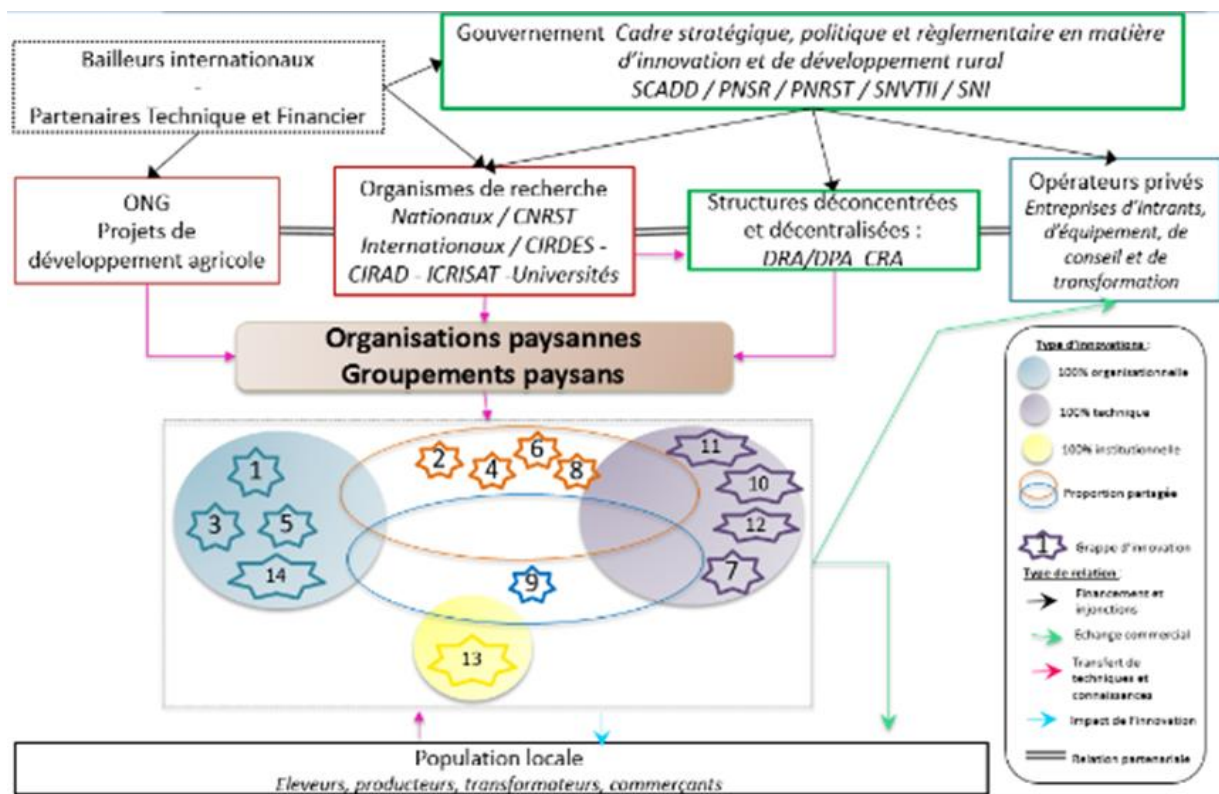 Bailleurs internationaux
-
Partenaires Technique et Financier
Gouvernement Cadre stratégique, politique et règlementaire en matière
d'innovation et de développement rural
SCADD / PNSR / PNRST / SNVTII / SNI
ONG
Projets de
développement agricole
Organismes de recherche
Nationaux / CNRST
Internationaux / CIRDES -
CIRAD - ICRISAT -Universités
Structures déconcentrées
et décentralisées :
DRA/DPA CRA
Opérateurs privés
Entreprises d'intrants,
d'équipement, de
conseil et de
transformation
Organisations paysannes
Groupements paysans
1
3
5
14
2
4
6
8
9
11
10
12
7
13
Type d'innovations :
100% organisationnelle
100% technique
100% institutionnelle
Proportion partagée
1
Grappe d'innovation
Type de relation :
Financement et
injonctions
Echange commercial
Transfert de
techniques et
connaissances
Impact de l'innovation
Relation partenariale
Population locale
Eleveurs, producteurs, transformateurs, commerçants